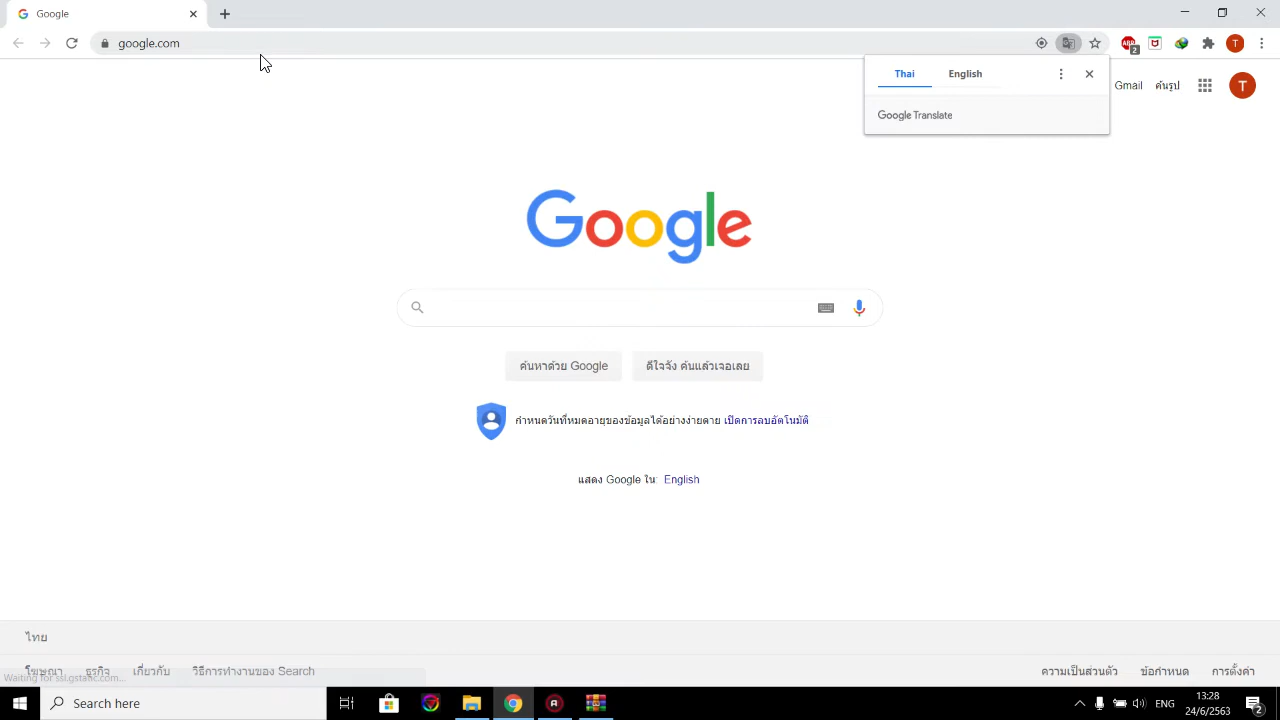 Google
google.com
ABP
2
T
Thai English
Google Translate
Gmail ค้นรูป
T
Google
ค้นหาด้วย Google ดีใจจัง ค้นแล้วเจอเลย
กำหนดวันที่หมดอายุของข้อมูลได้อย่างง่ายดาย เปิดการลบอัตโนมัติ
แสดง Google ใน: English
ไทย
โฆษณา ธุรกิจ เกี่ยวกับ วิธีการทำงานของ Search ความเป็นส่วนตัว ข้อกำหนด การตั้งค่า
Waiting for ssl.gstatic.com...
Search here
ENG
13:28
24/6/2563
2